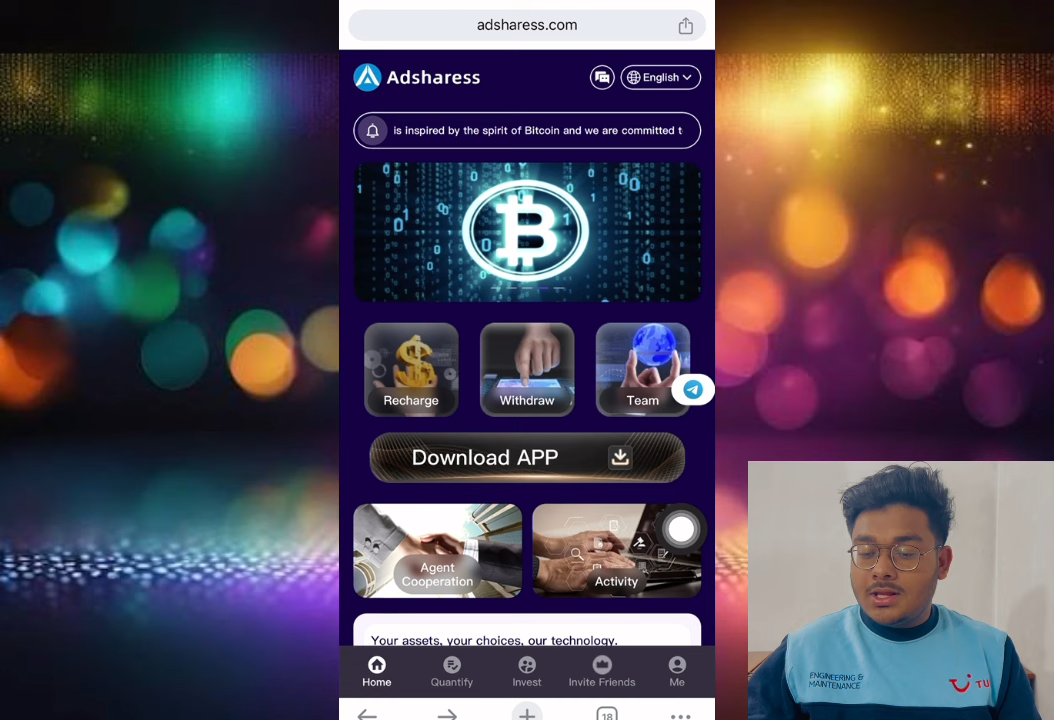 adsharess.com
Adsharess
English
is inspired by the spirit of Bitcoin and we are committed t
Recharge
Withdraw
Team
Download APP
Agent
Cooperation
Activity
Your assets, your choices, our technology.
Home
Quantify
Invest
Invite Friends
Me
18
ENGINEERING &
MAINTENANCE
TU